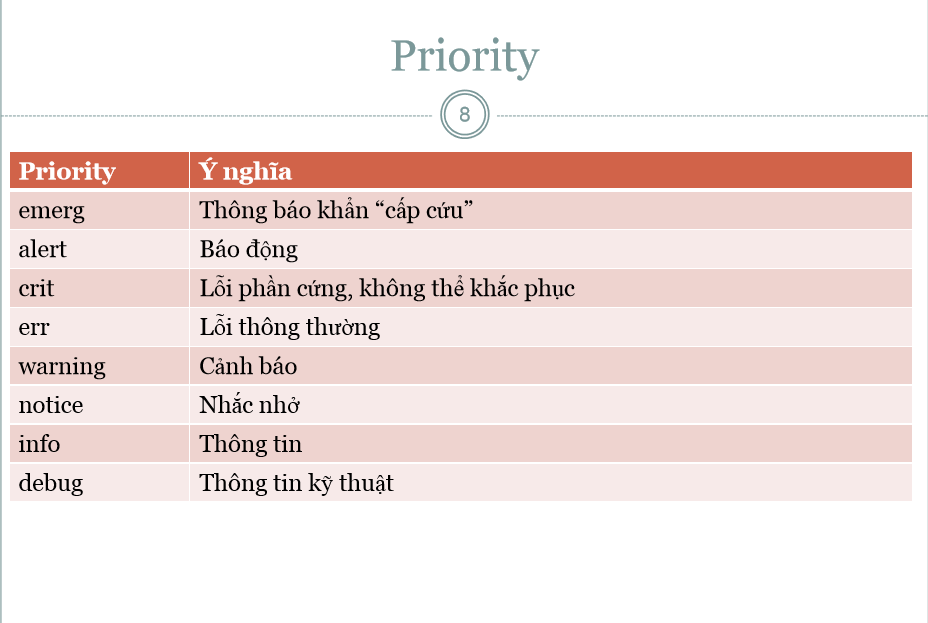 Priority
8
Priority Ý nghĩa
emerg Thông báo khẩn “cấp cứu”
alert Báo động
crit Lỗi phần cứng, không thể khắc phục
err Lỗi thông thường
warning Cảnh báo
notice Nhắc nhở
info Thông tin
debug Thông tin kỹ thuật